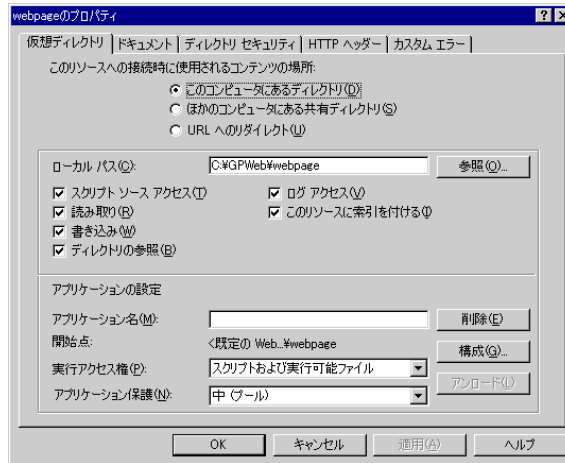 webpageのプロパティ
仮想ディレクトリ ドキュメント ディレクトリ セキュリティ HTTP ヘッダー カスタム エラー
このリソースへの接続時に使用されるコンテンツの場所:
このコンピュータにあるディレクトリ(D)
ほかのコンピュータにある共有ディレクトリ(S)
URL へのリダイレクト(U)
ローカル パス(C): C:¥GPWeb¥webpage 参照(O)...
スクリプト ソース アクセス(T) ログ アクセス(V)
読み取り(R) このリソースに索引を付ける(I)
書き込み(W)
ディレクトリの参照(B)
アプリケーションの設定
アプリケーション名(M): 削除(E)
開始点: <既定の Web...¥webpage
構成(G)...
実行アクセス権(P): スクリプトおよび実行可能ファイル
アンロード(L)
アプリケーション保護(N): 中 (プール)
OK キャンセル 適用(A) ヘルプ